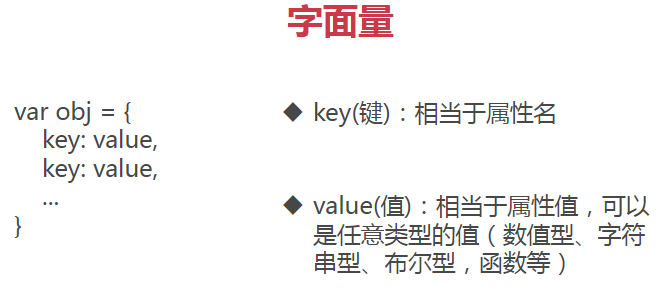 字面量
var obj = {
key: value,
key: value,
...
}
◆ key(键)：相当于属性名
◆ value(值)：相当于属性值，可以
是任意类型的值（数值型、字符
串型、布尔型，函数等）